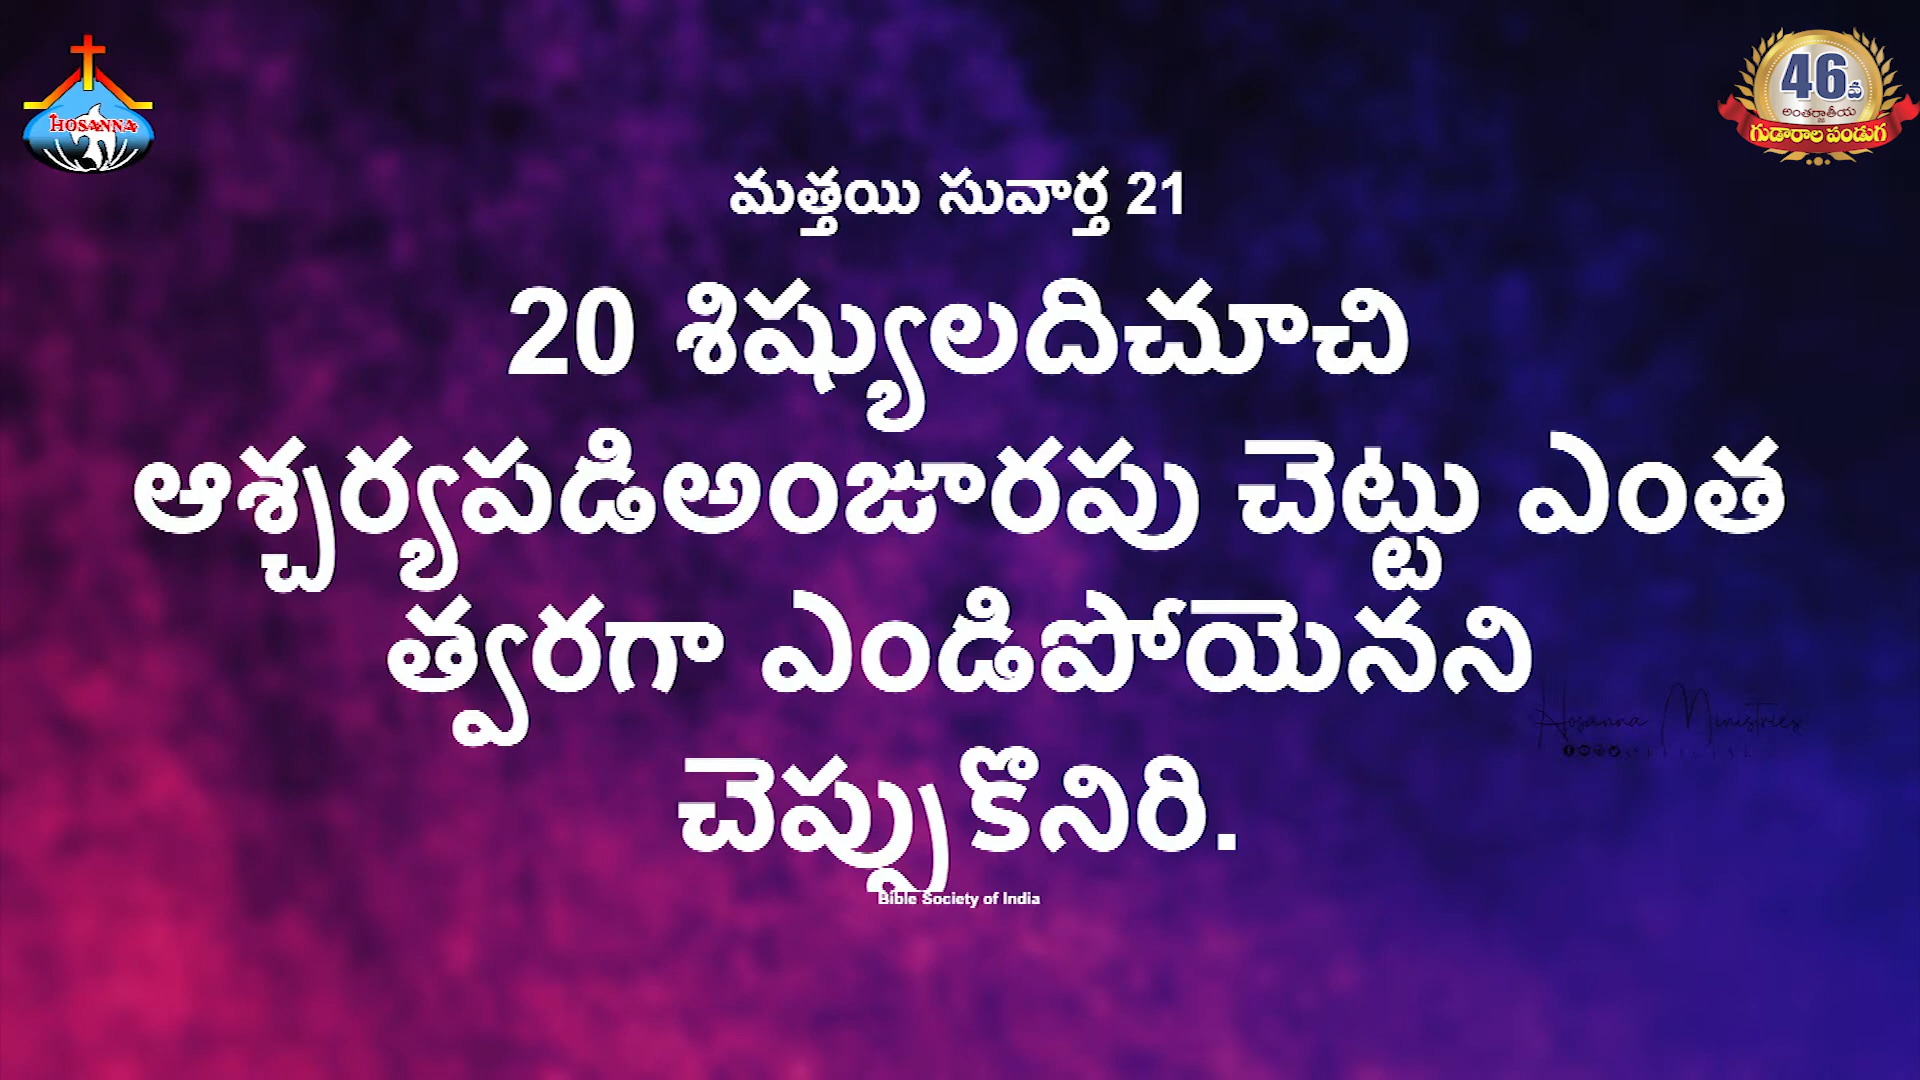 HOSANNA
46వ
అంతర్జాతీయ
గుడారాల పండుగ
మత్తయి సువార్త 21
20 శిష్యులదిచూచి
ఆశ్చర్యపడిఅంజూరపు చెట్టు ఎంత
త్వరగా ఎండిపోయెనని
చెప్పుకొనిరి.
Hosanna Ministries
Bible Society of India